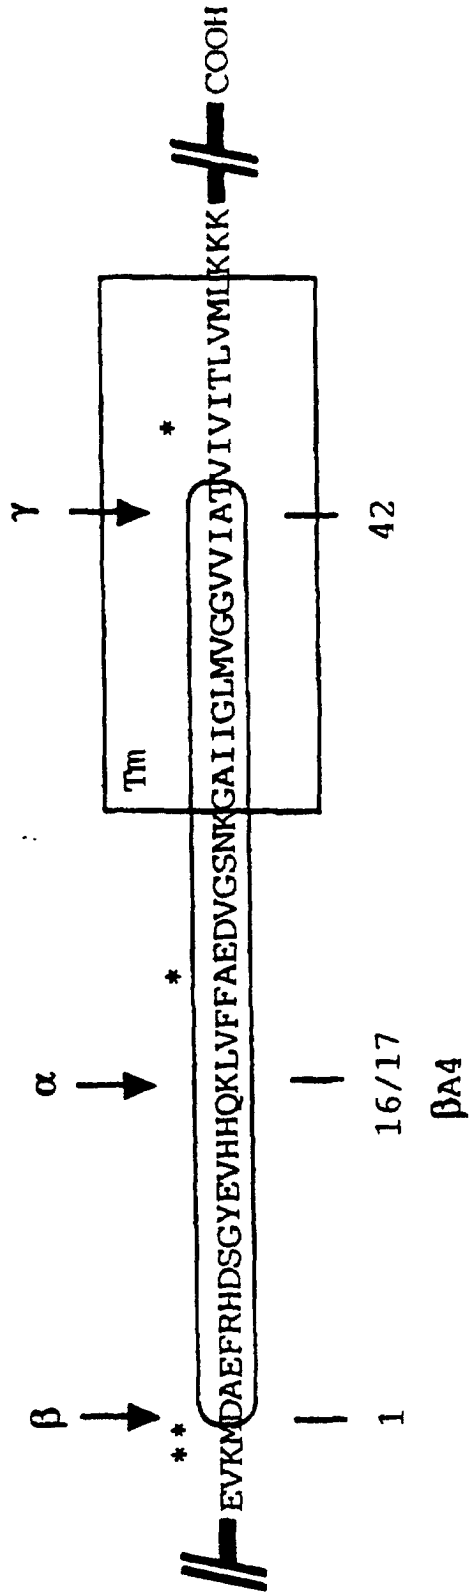 β α γ
** * *
Tm
EVKMDAEFRHDSGYEVHHQKLVFFAEDVGSNKGAIIGLMVGGVVIATVIVITLVMLKKK COOH
1 16/17 42
βA4